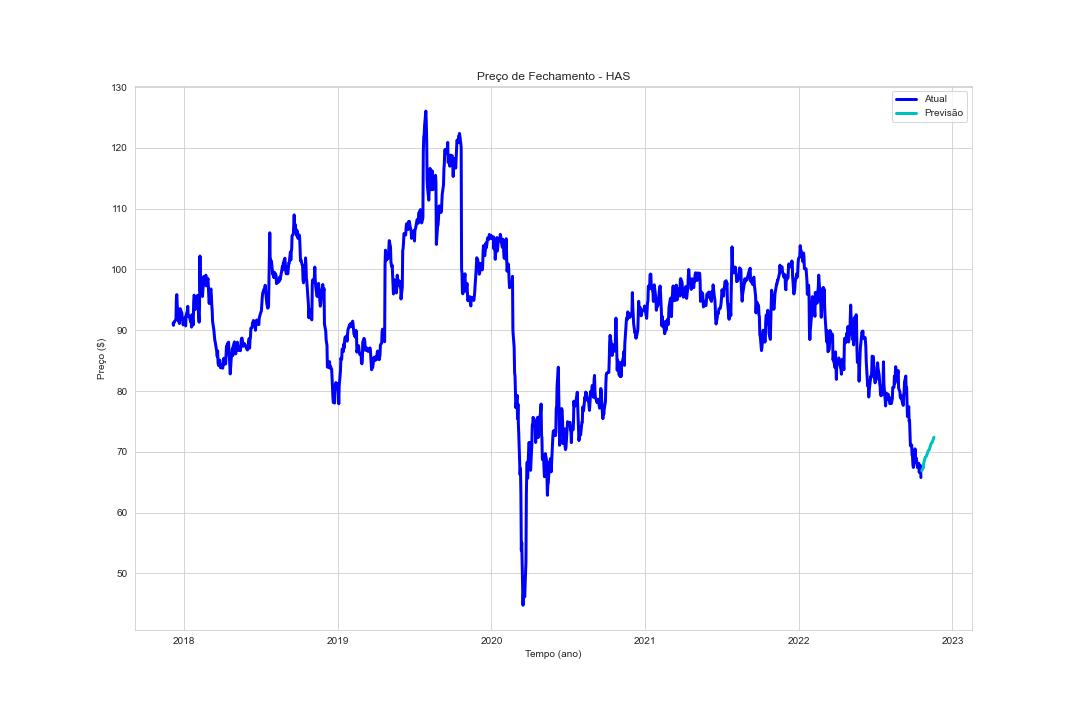 Preço de Fechamento - HAS
130
120
110
100
90
80
70
60
50
Preço ($)
Atual
Previsão
2018 2019 2020 2021 2022 2023
Tempo (ano)